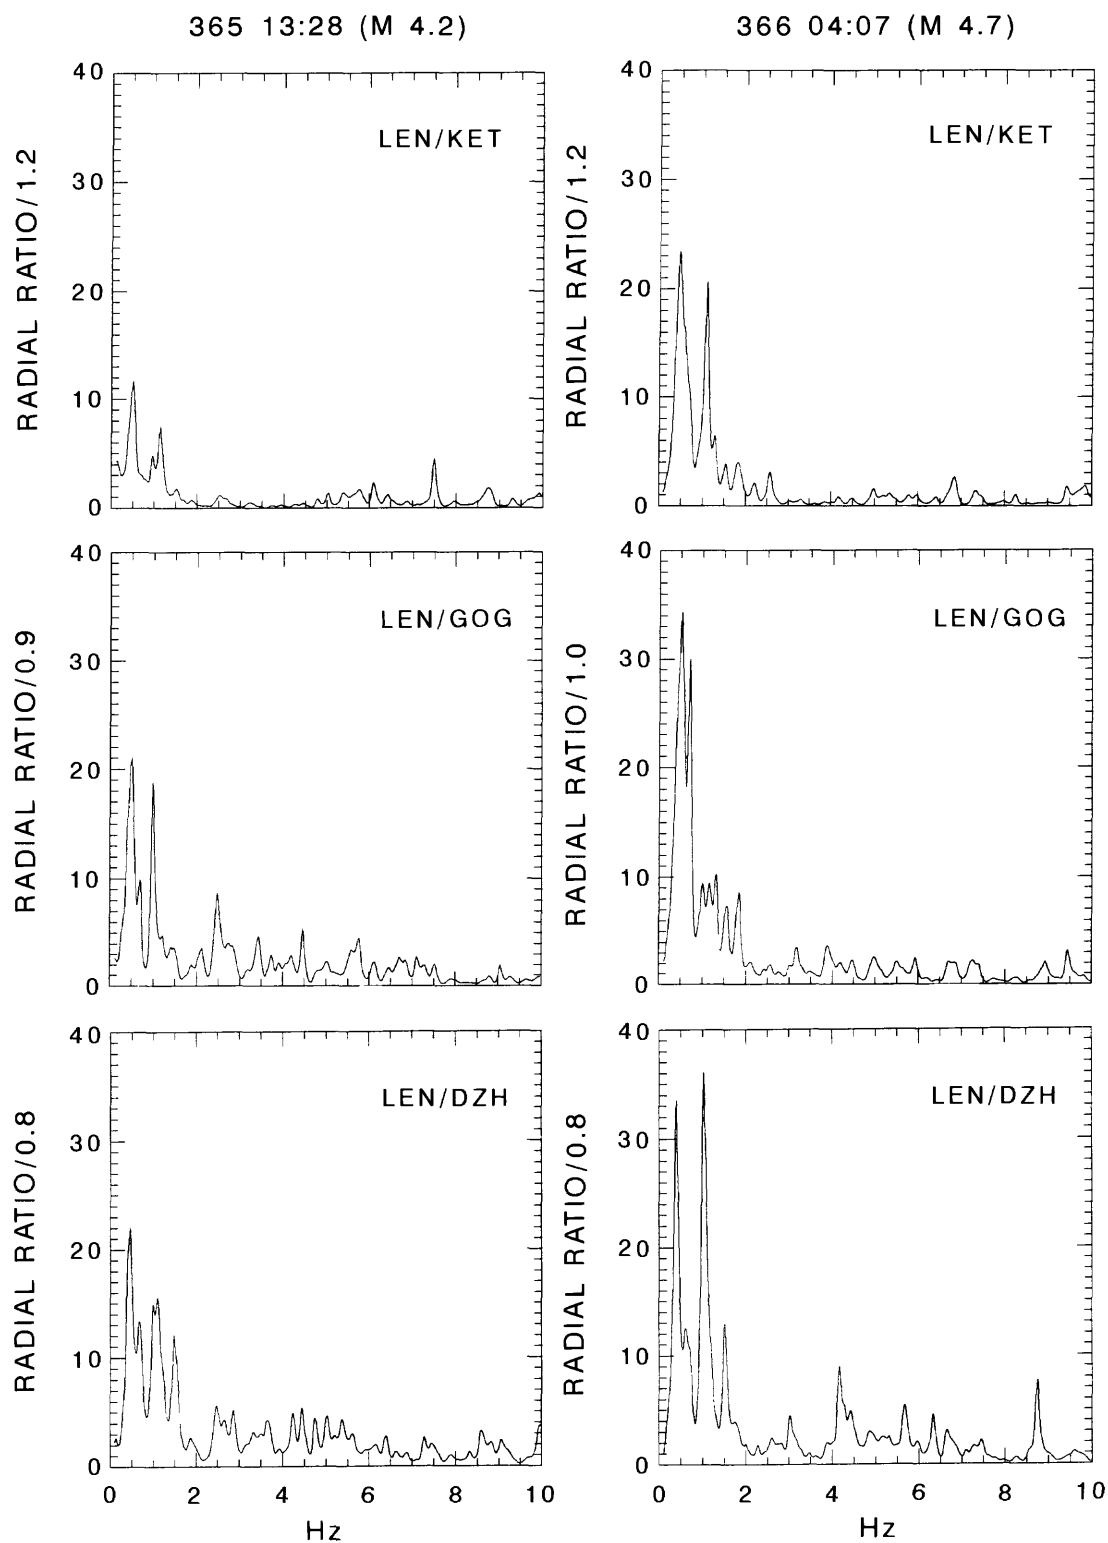 365 13:28 (M 4.2)
366 04:07 (M 4.7)
RADIAL RATIO/1.2
40
30
20
10
0
LEN/KET
RADIAL RATIO/1.2
40
30
20
10
0
LEN/KET
RADIAL RATIO/0.9
40
30
20
10
0
LEN/GOG
RADIAL RATIO/1.0
40
30
20
10
0
LEN/GOG
RADIAL RATIO/0.8
40
30
20
10
0
LEN/DZH
0 2 4 6 8 10
Hz
RADIAL RATIO/0.8
40
30
20
10
0
LEN/DZH
0 2 4 6 8 10
Hz